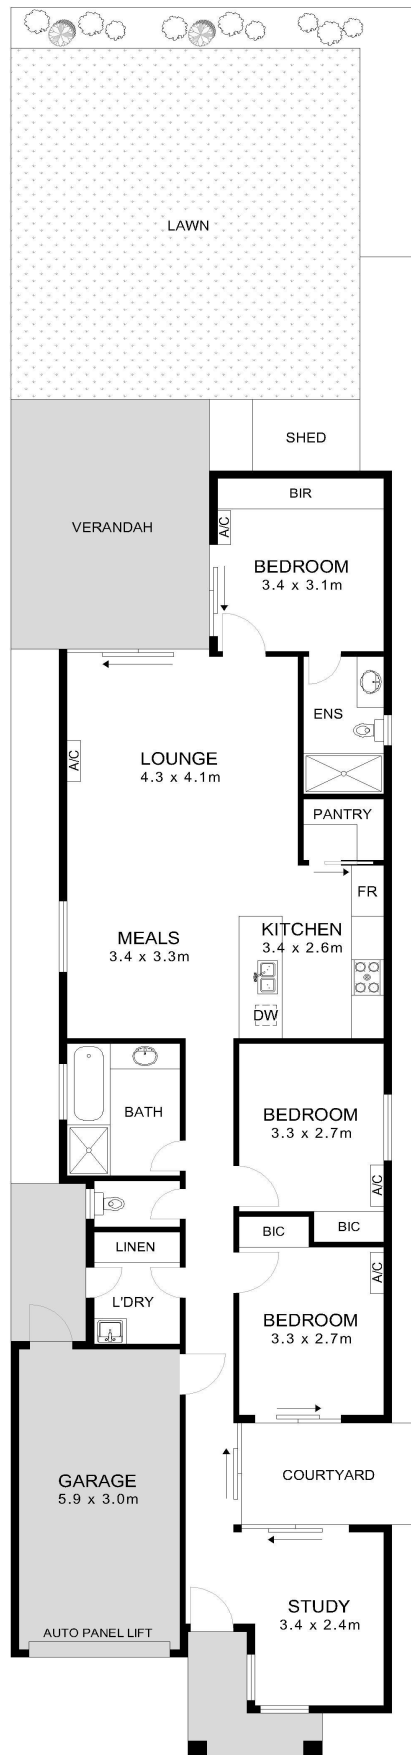 LAWN
SHED
VERANDAH
BIR
A/C
BEDROOM
3.4 x 3.1m
ENS
A/C
LOUNGE
4.3 x 4.1m
PANTRY
FR
MEALS
3.4 x 3.3m
KITCHEN
3.4 x 2.6m
DW
BATH
BEDROOM
3.3 x 2.7m
A/C
BIC
BIC
LINEN
A/C
L'DRY
BEDROOM
3.3 x 2.7m
GARAGE
5.9 x 3.0m
COURTYARD
AUTO PANEL LIFT
STUDY
3.4 x 2.4m